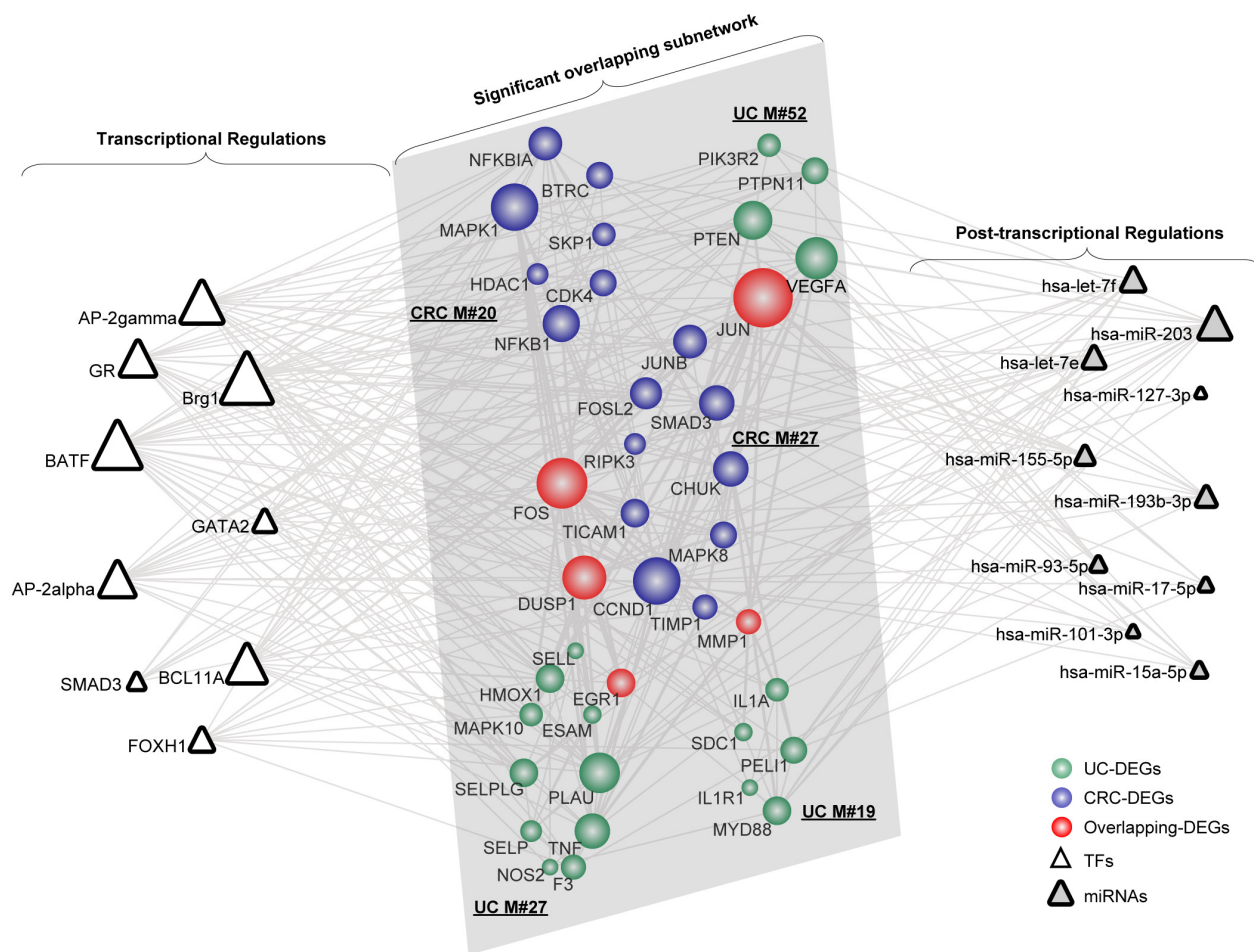 Significant overlapping subnetwork
Transcriptional Regulations
Post-transcriptional Regulations
UC M#52
NFKBIA
BTRC
MAPK1
SKP1
HDAC1
CDK4
CRC M#20
NFKB1
PIK3R2
PTPN11
PTEN
VEGFA
JUN
JUNB
FOSL2
SMAD3
CRC M#27
RIPK3
CHUK
FOS
TICAM1
MAPK8
DUSP1
CCND1
TIMP1
MMP1
SELL
HMOX1
EGR1
MAPK10
ESAM
IL1A
SDC1
PELI1
SELPLG
PLAU
IL1R1
MYD88
UC M#19
SELP
TNF
NOS2
F3
UC M#27
AP-2gamma
GR
Brg1
BATF
GATA2
AP-2alpha
SMAD3
BCL11A
FOXH1
hsa-let-7f
hsa-miR-203
hsa-let-7e
hsa-miR-127-3p
hsa-miR-155-5p
hsa-miR-193b-3p
hsa-miR-93-5p
hsa-miR-17-5p
hsa-miR-101-3p
hsa-miR-15a-5p
UC-DEGs
CRC-DEGs
Overlapping-DEGs
TFs
miRNAs